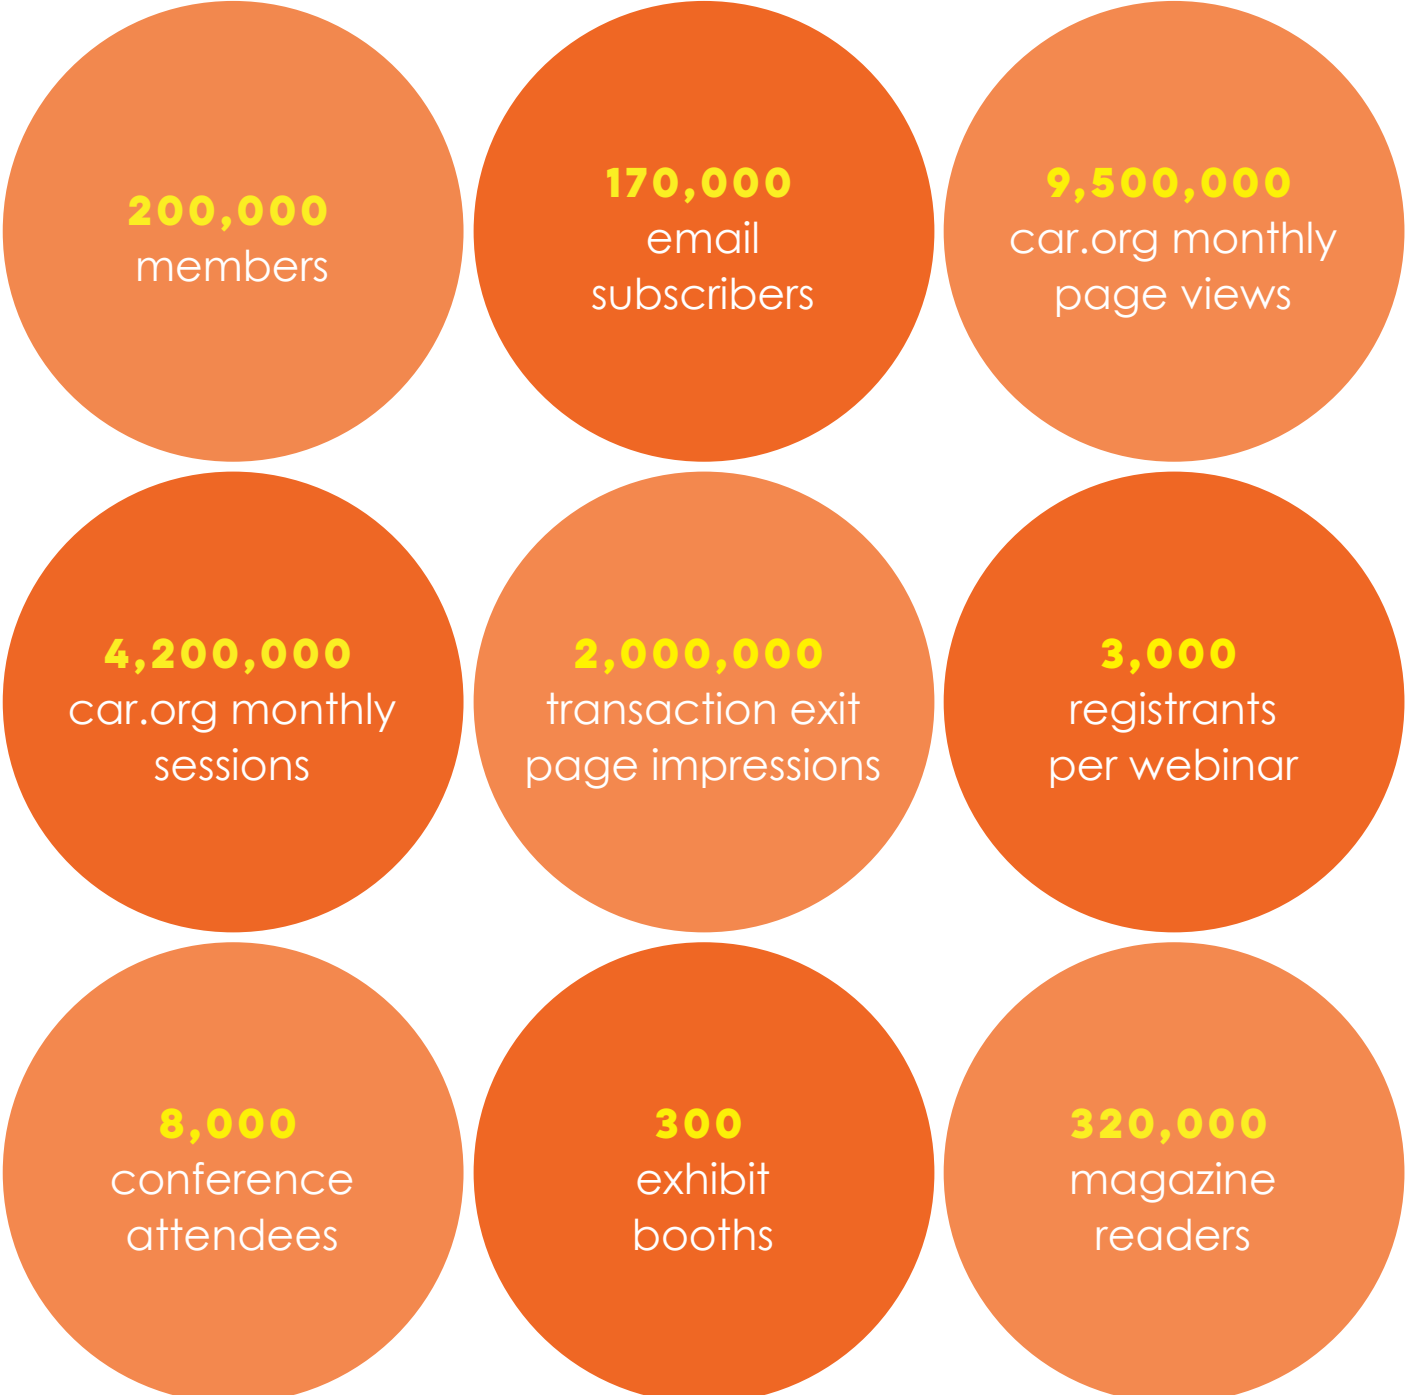 200,000
members
170,000
email
subscribers
9,500,000
car.org monthly
page views
4,200,000
car.org monthly
sessions
2,000,000
transaction exit
page impressions
3,000
registrants
per webinar
8,000
conference
attendees
300
exhibit
booths
320,000
magazine
readers